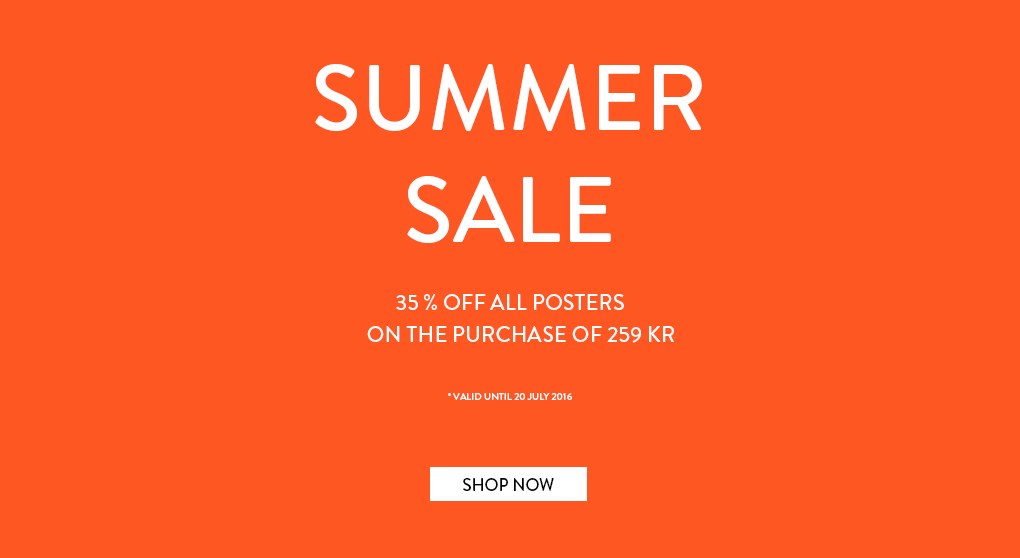 SUMMER
SALE
35 % OFF ALL POSTERS
ON THE PURCHASE OF 259 KR
* VALID UNTIL 20 JULY 2016
SHOP NOW